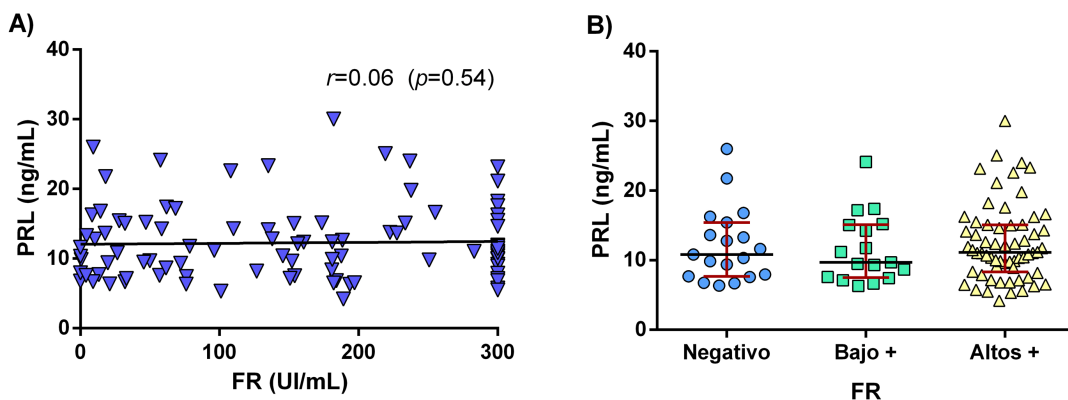 A)
40
30
20
10
0
PRL (ng/mL)
r=0.06 (p=0.54)
0 100 200 300
FR (UI/mL)
B)
40
30
20
10
0
PRL (ng/mL)
Negativo Bajo + Altos +
FR